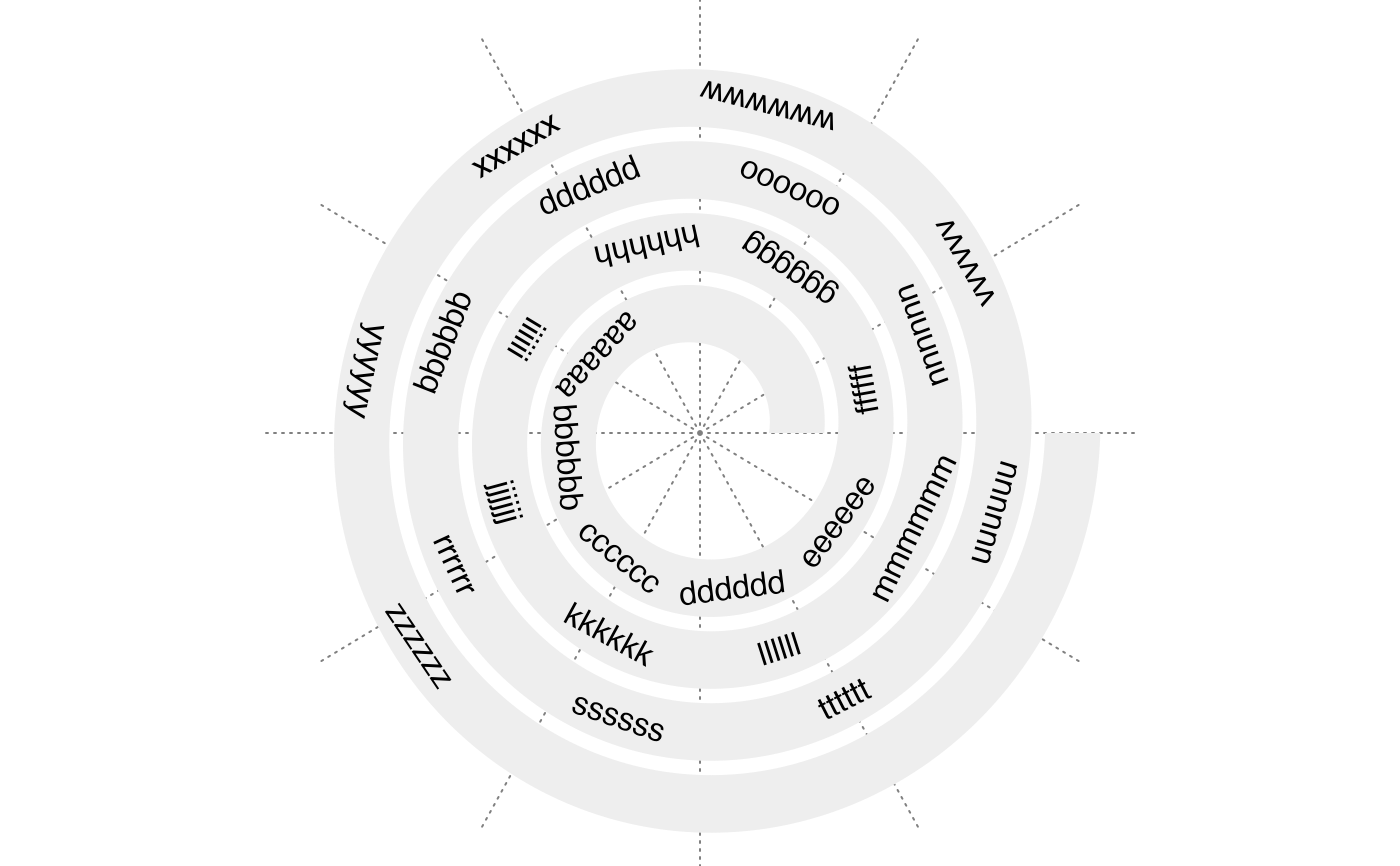 aaaaaa
bbbbbb
cccccc
dddddd
eeeeee
ffffff
gggggg
hhhhhh
iiiiii
jjjjjj
kkkkkk
llllll
mmmmmm
nnnnnn
oooooo
pppppp
qqqqqq
rrrrrr
ssssss
tttttt
uuuuuu
vvvvvv
wwwwww
xxxxxx
yyyyyy
zzzzzz